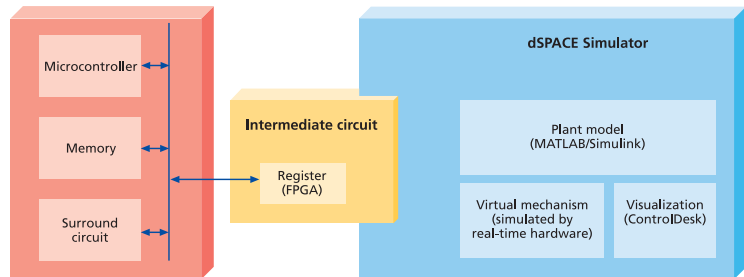 Microcontroller
Memory
Surround
circuit
Intermediate circuit
Register
(FPGA)
dSPACE Simulator
Plant model
(MATLAB/Simulink)
Virtual mechanism
(simulated by
real-time hardware)
Visualization
(ControlDesk)